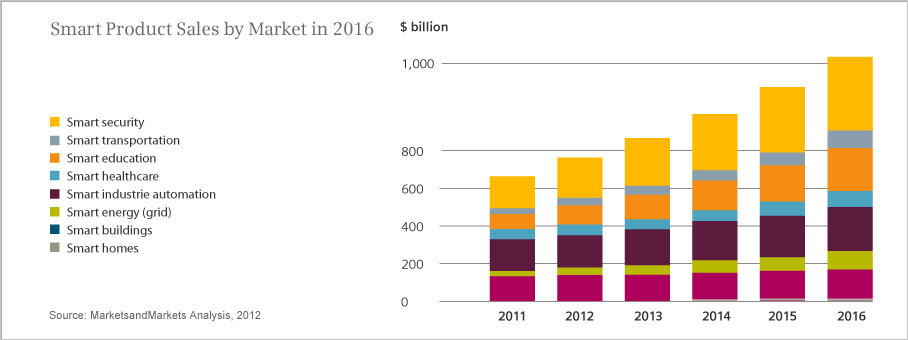 Smart Product Sales by Market in 2016
$ billion
1,000
800
600
400
200
0
Smart security
Smart transportation
Smart education
Smart healthcare
Smart industrie automation
Smart energy (grid)
Smart buildings
Smart homes
2011 2012 2013 2014 2015 2016
Source: MarketsandMarkets Analysis, 2012